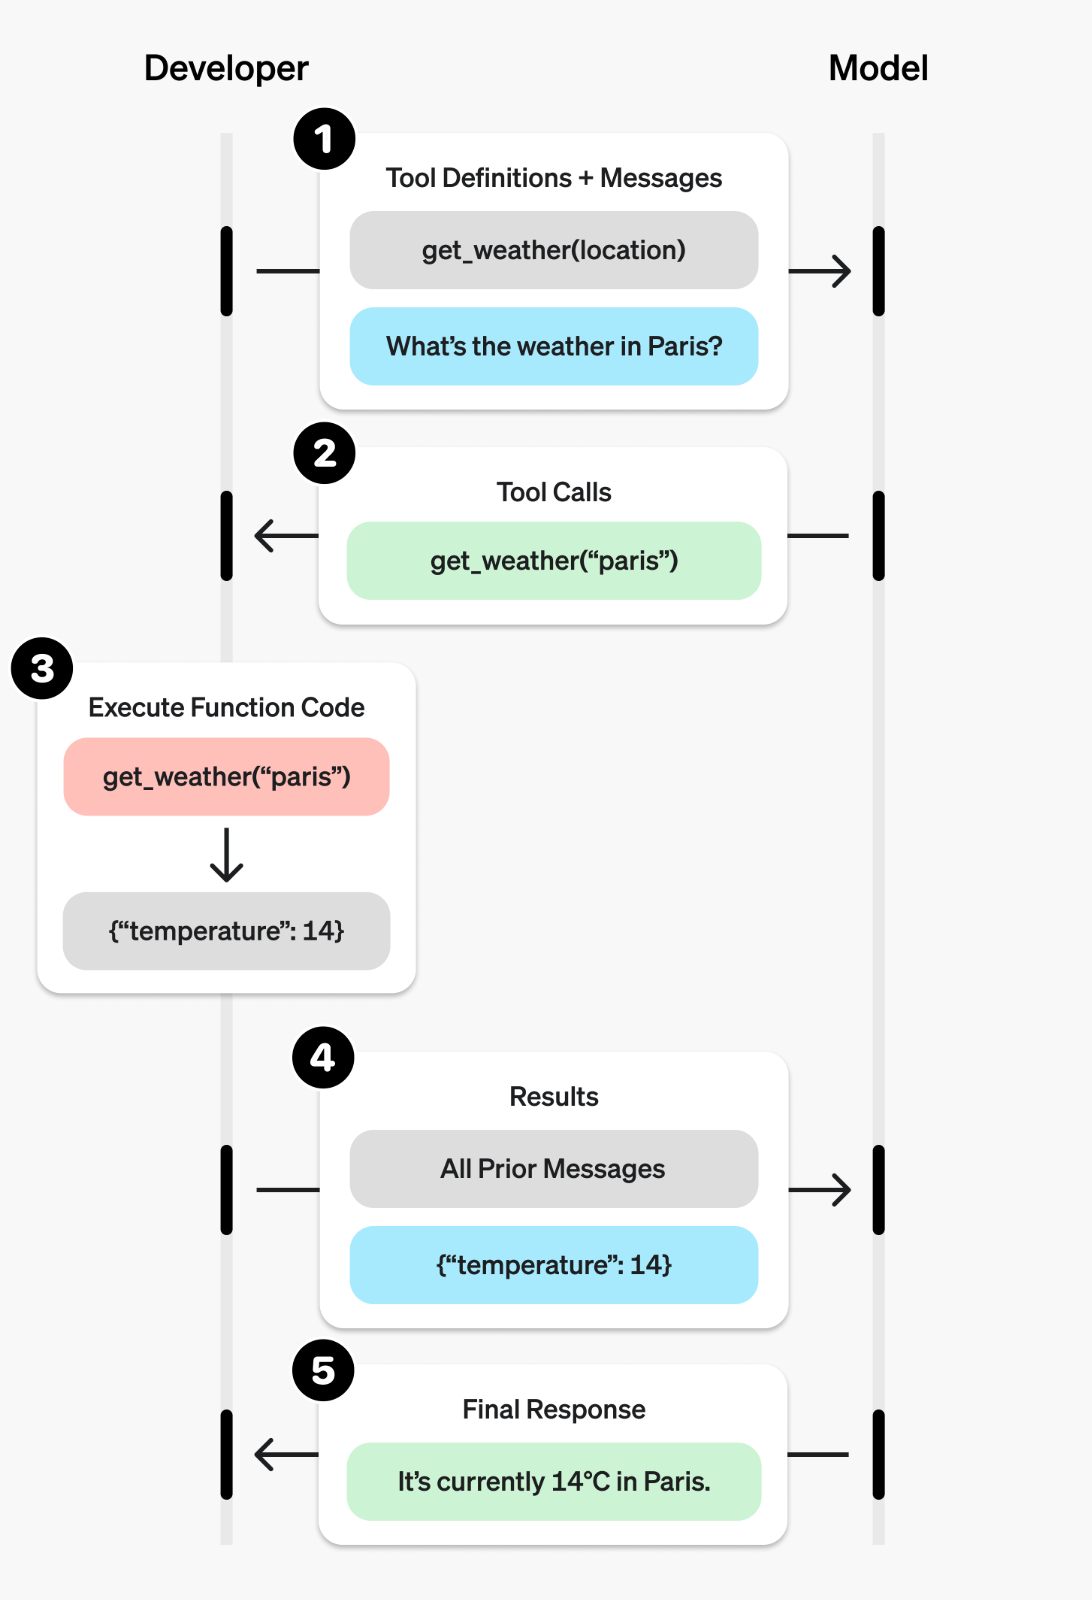 Developer
Model
1
Tool Definitions + Messages
get_weather(location)
What’s the weather in Paris?
2
Tool Calls
get_weather(“paris”)
3
Execute Function Code
get_weather(“paris”)
{“temperature”: 14}
4
Results
All Prior Messages
{“temperature”: 14}
5
Final Response
It’s currently 14°C in Paris.